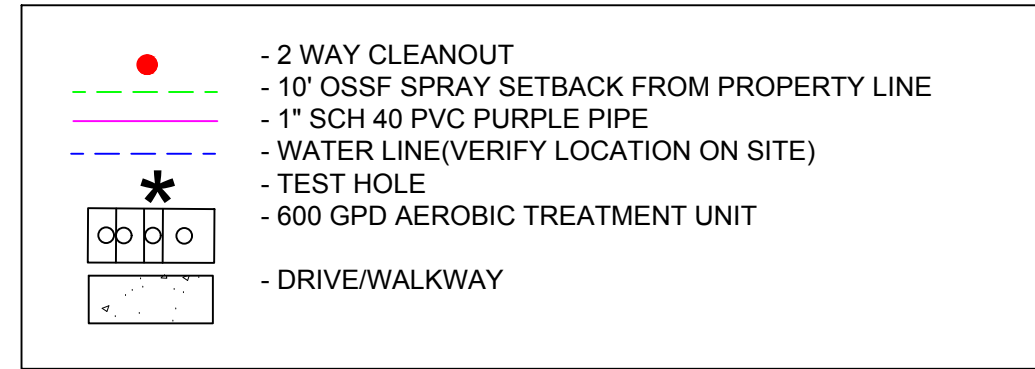 - 2 WAY CLEANOUT
- 10' OSSF SPRAY SETBACK FROM PROPERTY LINE
- 1" SCH 40 PVC PURPLE PIPE
- WATER LINE(VERIFY LOCATION ON SITE)
- TEST HOLE
- 600 GPD AEROBIC TREATMENT UNIT
- DRIVE/WALKWAY